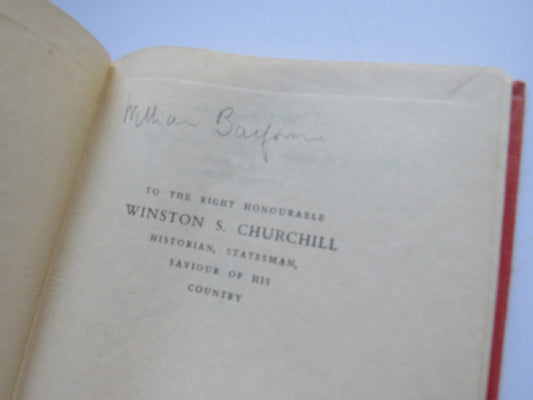 William
TO THE RIGHT HONOURABLE
WINSTON S. CHURCHILL
HISTORIAN, STATESMAN,
SAVIOUR OF HIS
COUNTRY